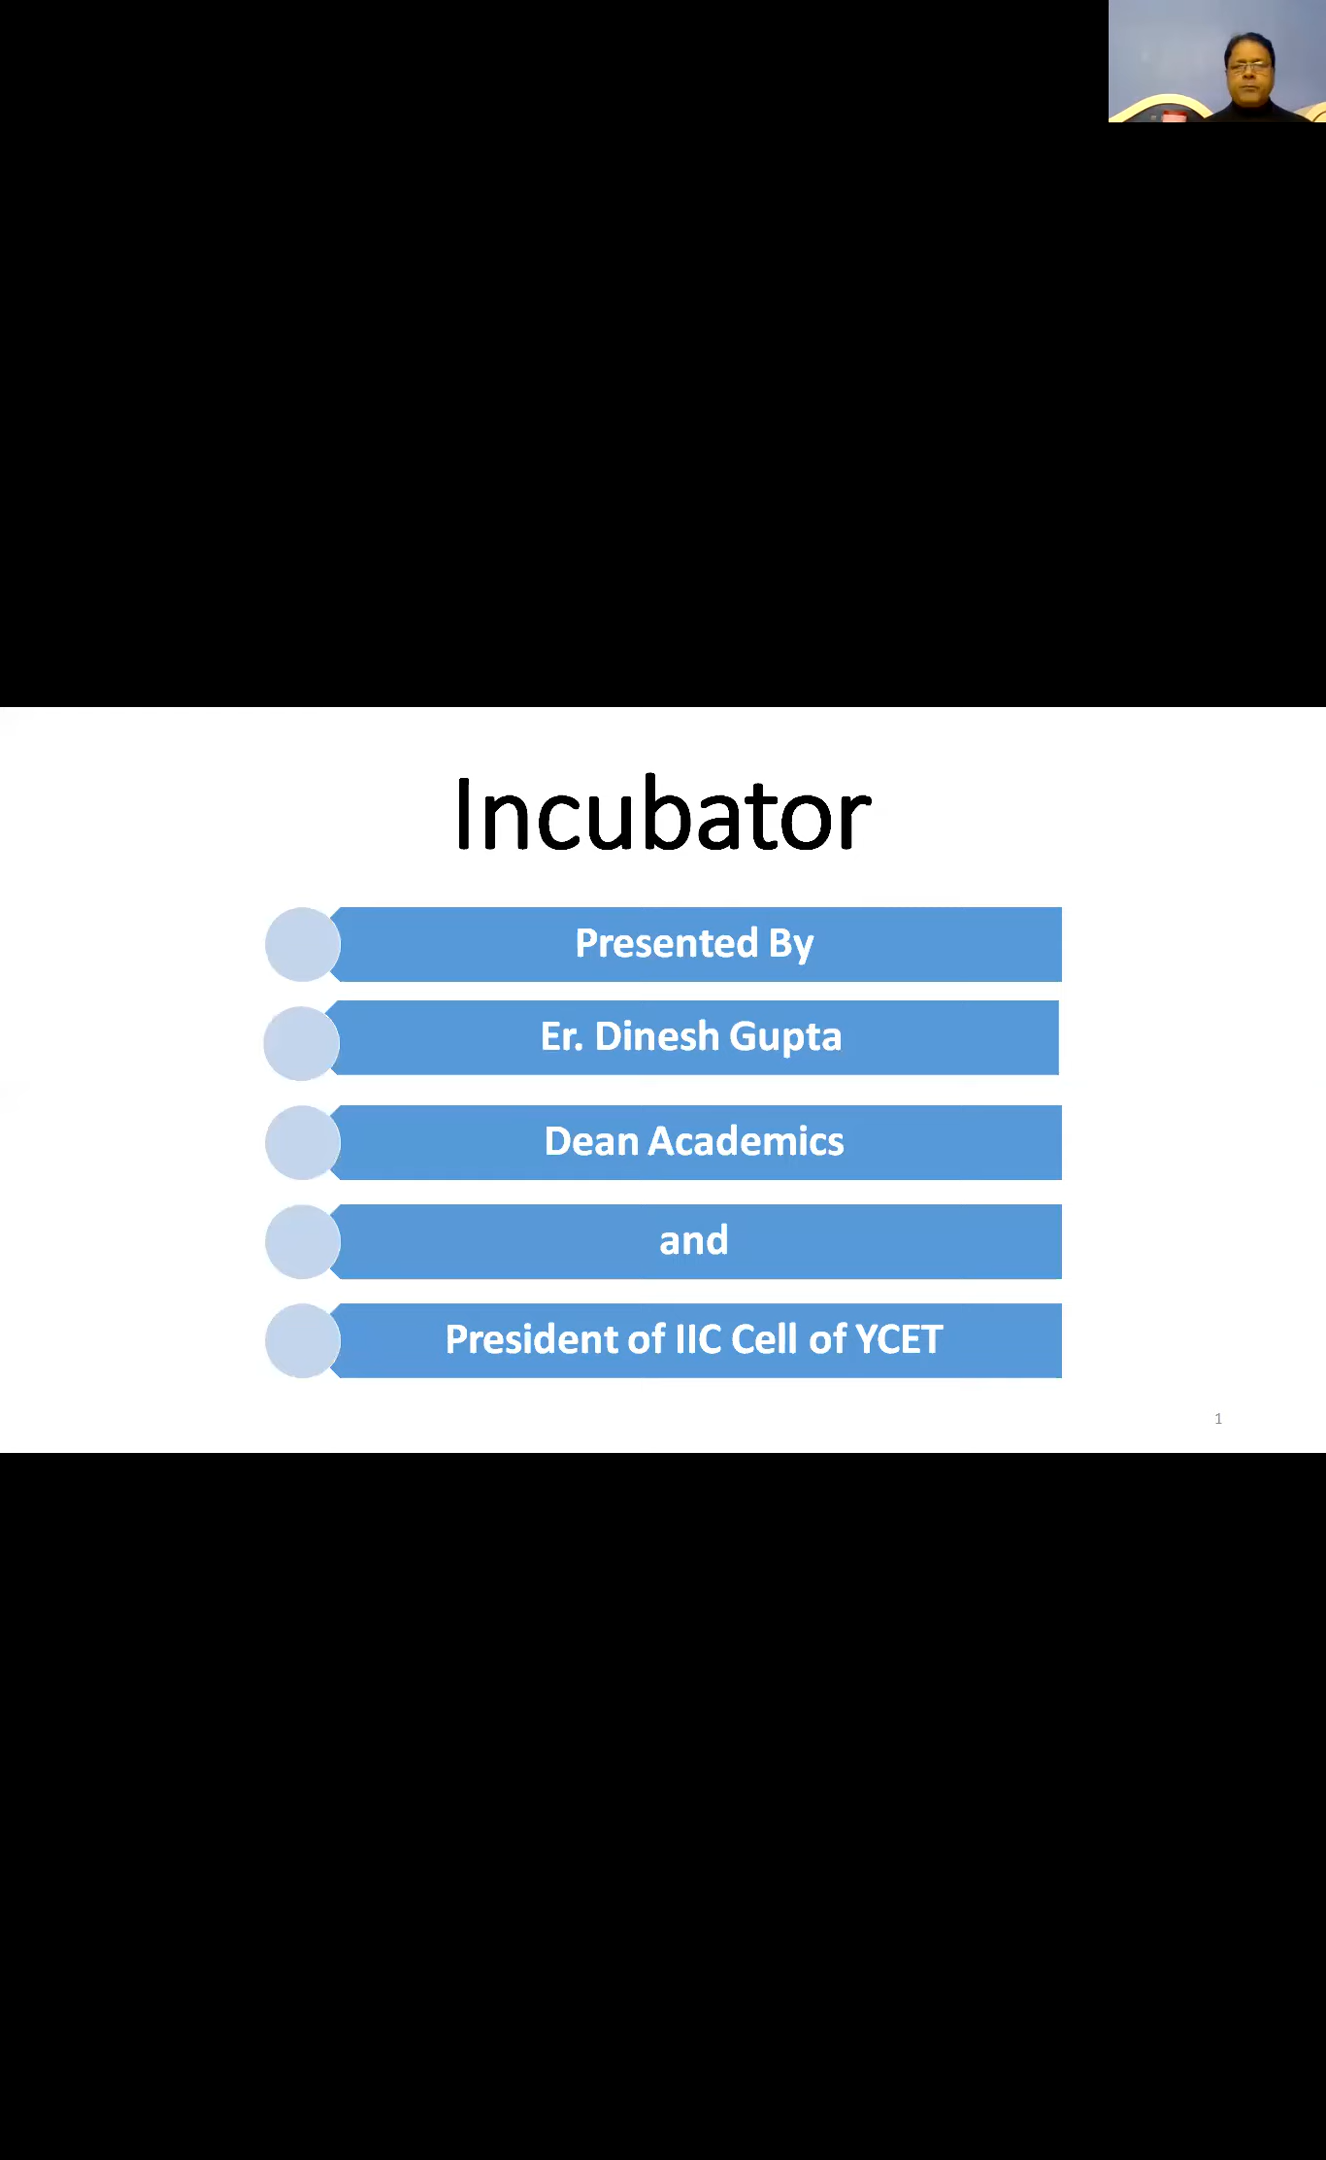 Incubator
Presented By
Er. Dinesh Gupta
Dean Academics
and
President of IIC Cell of YCET
1